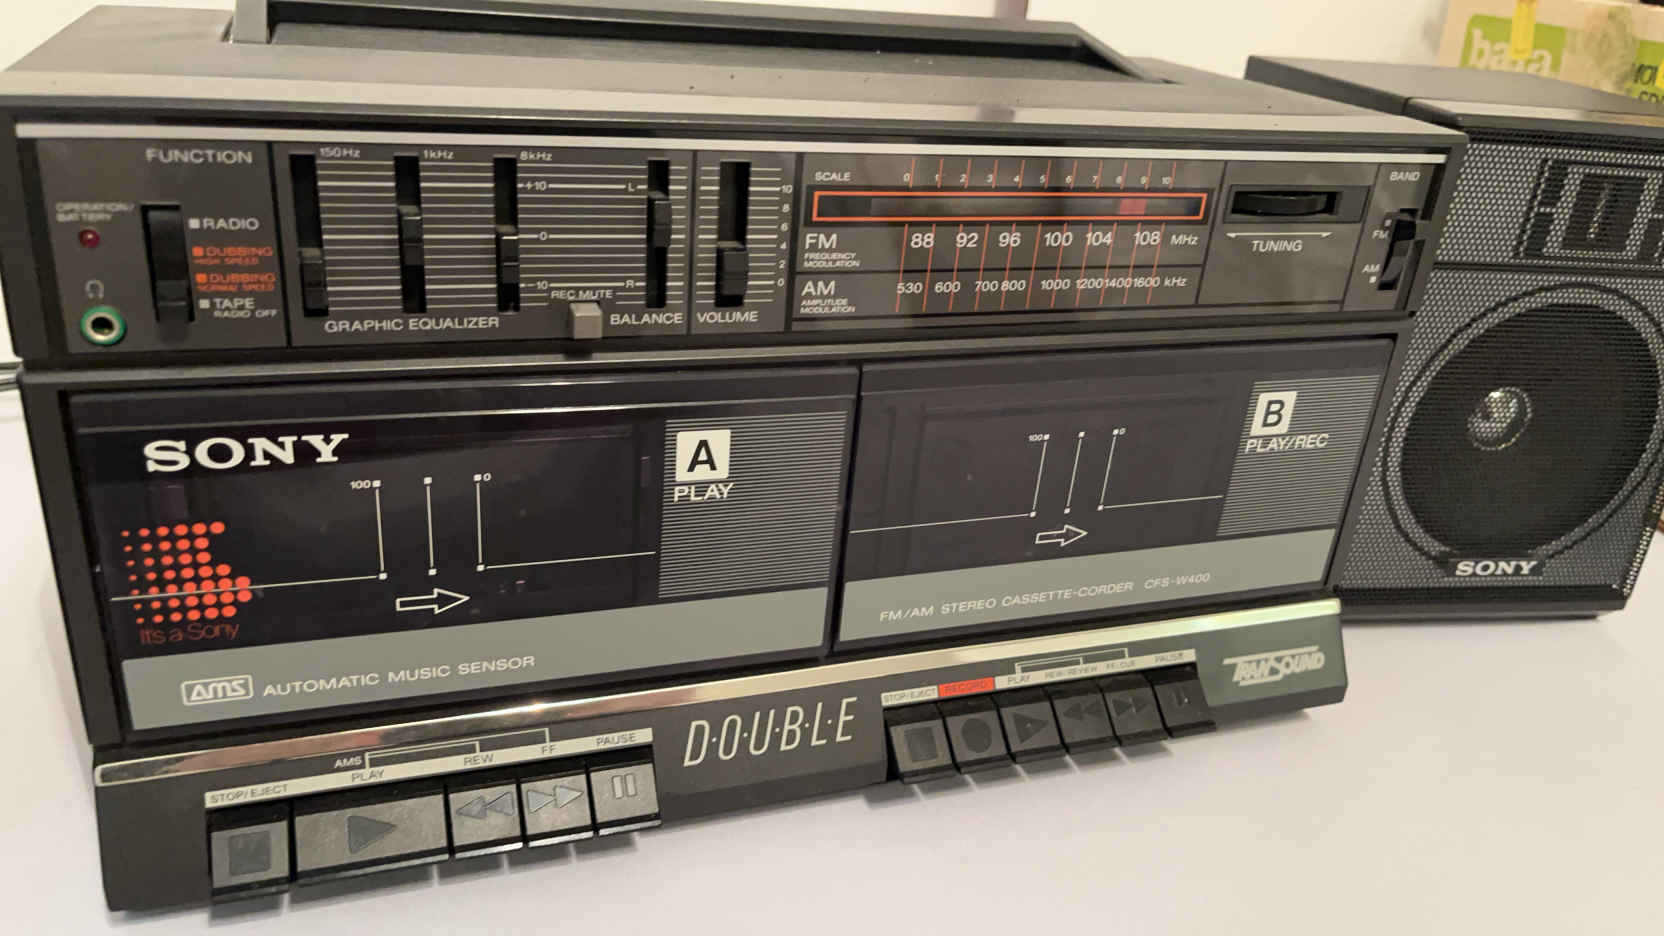 FUNCTION
OPERATION/
BATTERY
RADIO
DUBBING
HIGH SPEED
DUBBING
NORMAL SPEED
TAPE
RADIO OFF
150Hz 1kHz 8kHz
+10
0
-10
GRAPHIC EQUALIZER
REC MUTE
L
R
BALANCE
10
8
6
4
2
0
VOLUME
SCALE 0 1 2 3 4 5 6 7 8 9 10
FM 88 92 96 100 104 108 MHz
FREQUENCY
MODULATION
AM 530 600 700 800 1000 1200 1400 1600 kHz
AMPLITUDE
MODULATION
TUNING
BAND
FM
AM
SONY
100 0
A
PLAY
It's a Sony
AMS AUTOMATIC MUSIC SENSOR
100 0
B
PLAY/REC
FM/AM STEREO CASSETTE-CORDER CFS-W400
SONY
TRANSOUND
D·O·U·B·L·E
AMS
STOP/EJECT PLAY REW FF PAUSE
STOP/EJECT RECORD PLAY REW/REVIEW FF/CUE PAUSE